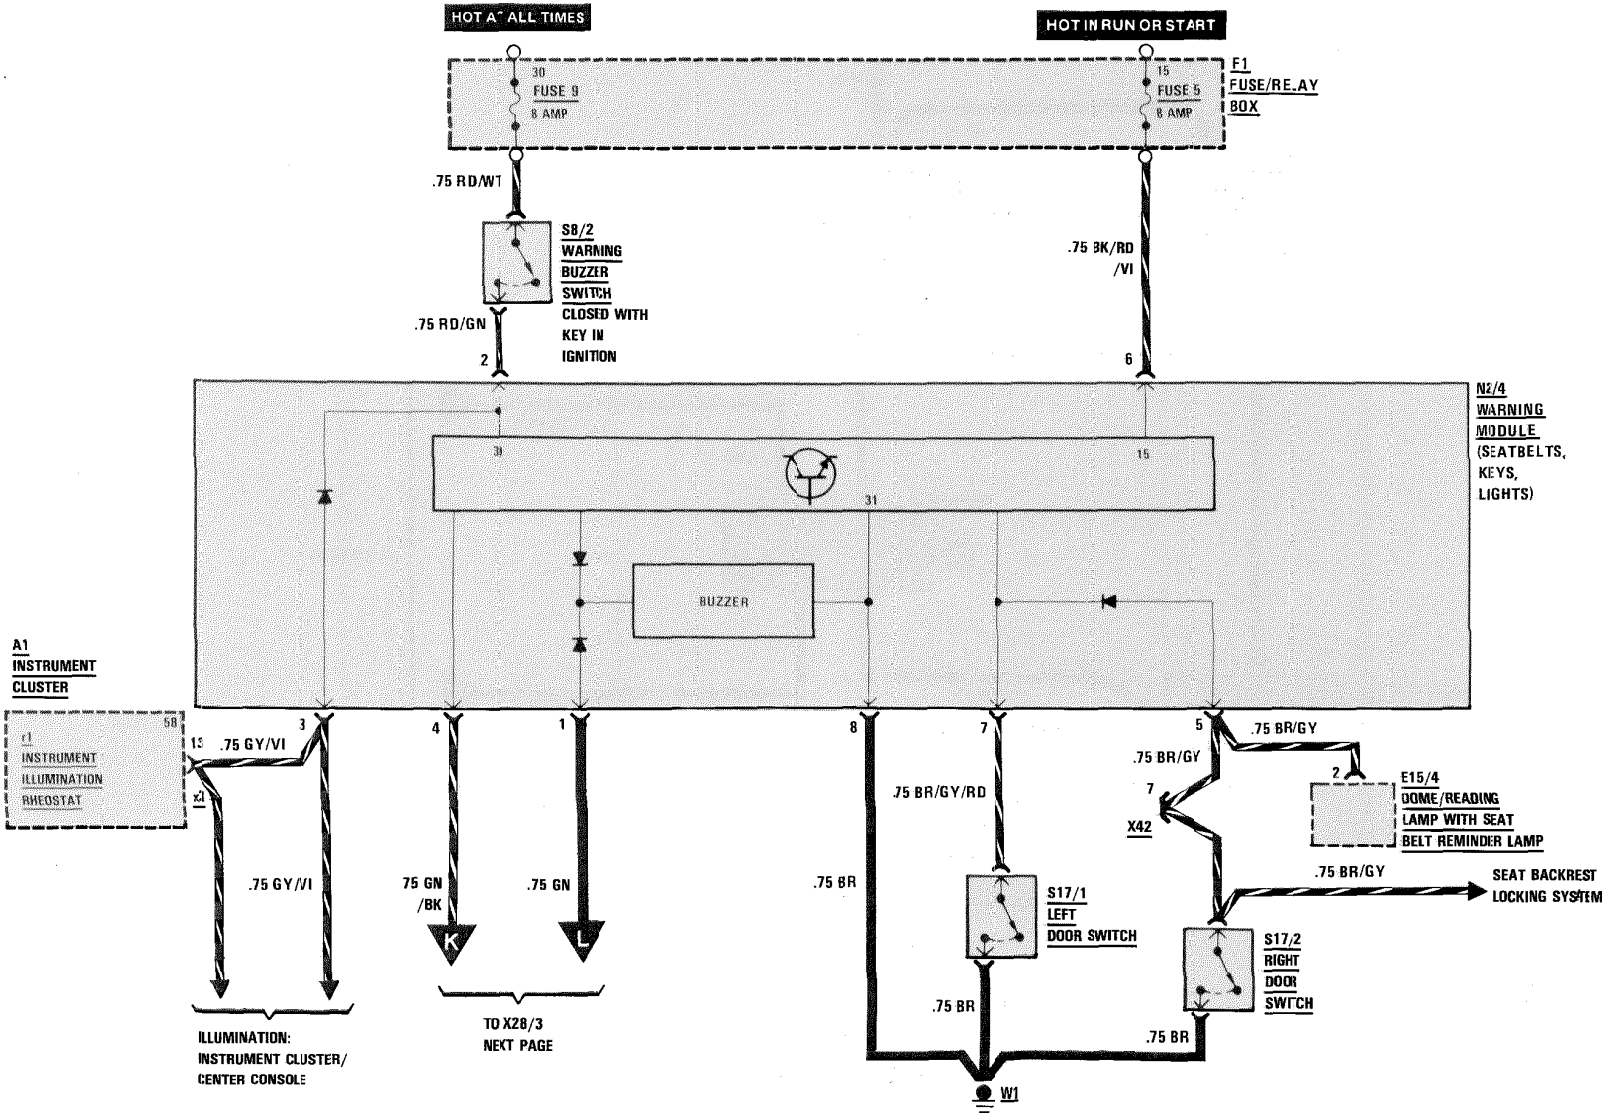 HOT A ALL TIMES
HOT IN RUN OR START
30
FUSE 9
8 AMP
15
FUSE 5
8 AMP
F1
FUSE/RELAY
BOX
.75 RD/WT
S8/2
WARNING
BUZZER
SWITCH
CLOSED WITH
KEY IN
IGNITION
.75 RD/GN
2
.75 BK/RD
/VI
6
N2/4
WARNING
MODULE
(SEATBELTS,
KEYS,
LIGHTS)
30
15
31
BUZZER
A1
INSTRUMENT
CLUSTER
58
r1
INSTRUMENT
ILLUMINATION
RHEOSTAT
13
.75 GY/VI
3
4
1
8
7
5
.75 BR/GY
.75 BR/GY
2
E15/4
DOME/READING
LAMP WITH SEAT
BELT REMINDER LAMP
7
X42
.75 BR/GY/RD
.75 GY/VI
75 GN
/BK
.75 GN
.75 BR
K
L
S17/1
LEFT
DOOR SWITCH
.75 BR/GY
SEAT BACKREST
LOCKING SYSTEM
S17/2
RIGHT
DOOR
SWITCH
.75 BR
.75 BR
W1
ILLUMINATION:
INSTRUMENT CLUSTER/
CENTER CONSOLE
TO X28/3
NEXT PAGE